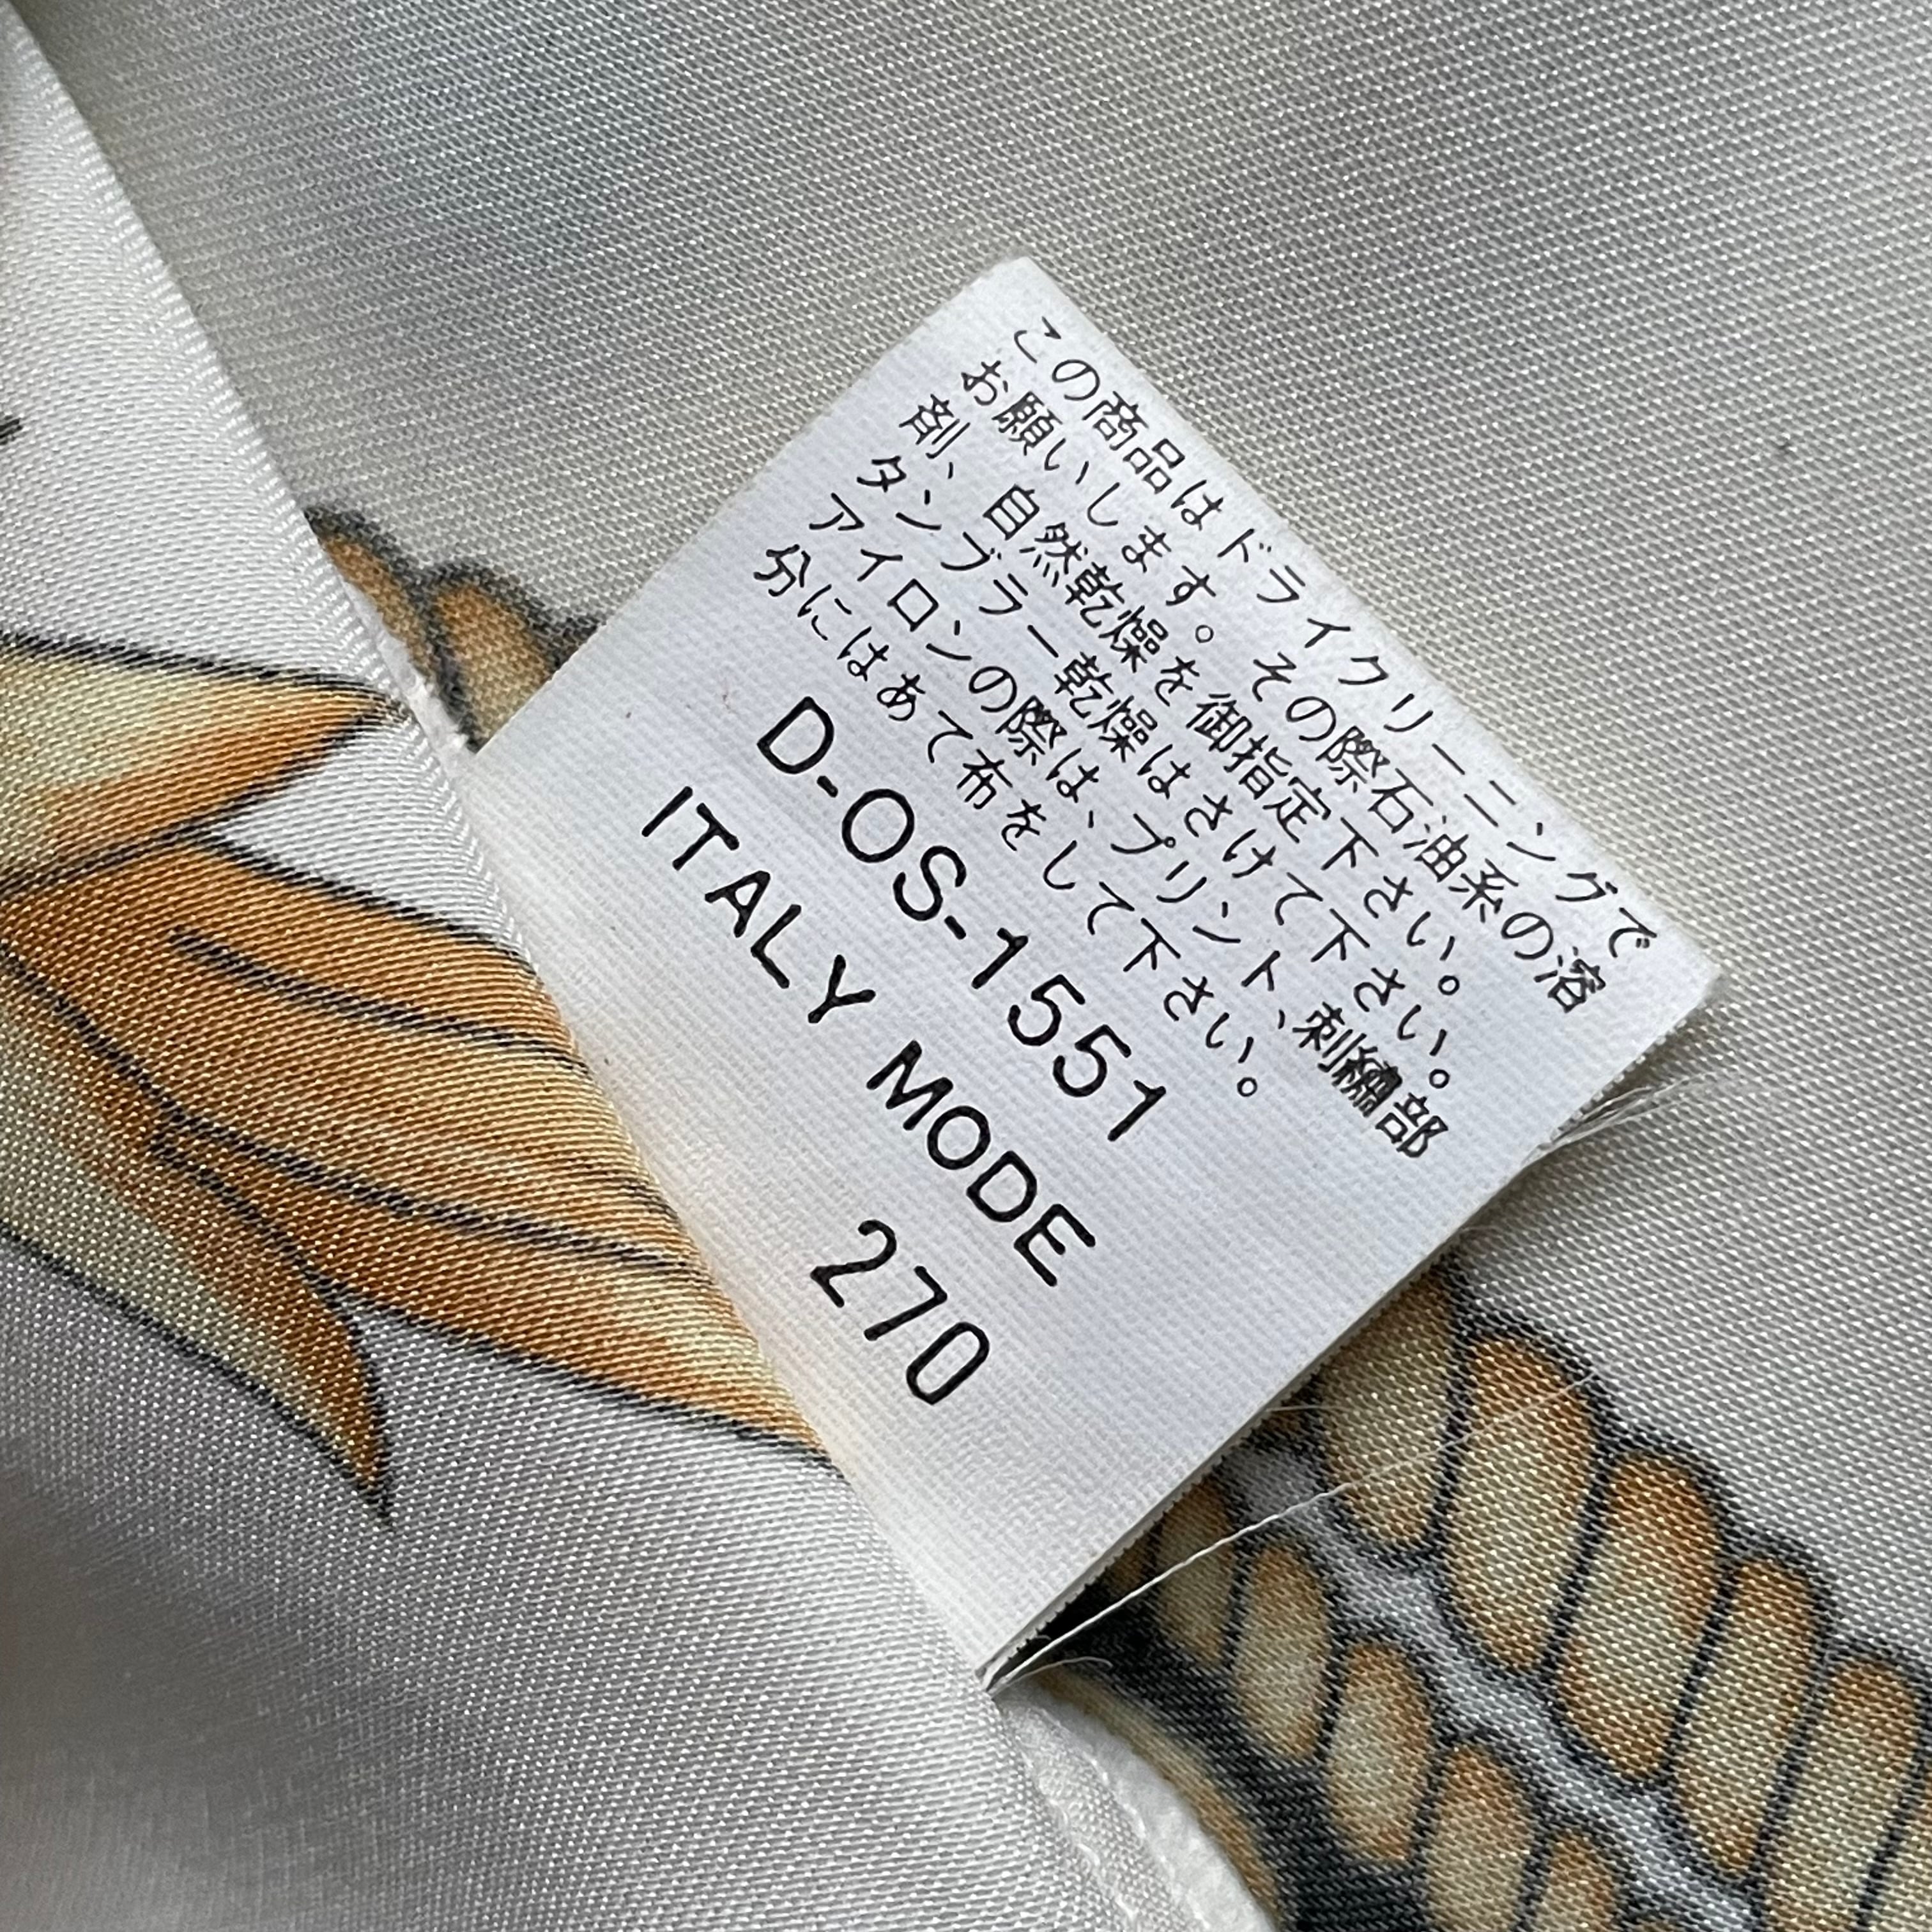 この商品はドライクリーニングで
お願いします。その際石油系の溶
剤、自然乾燥を御指定下さい。
タンブラー乾燥はさけて下さい。
アイロンの際は、プリント、刺繍部
分にはあて布をして下さい。
D-OS-1551
ITALY MODE
270